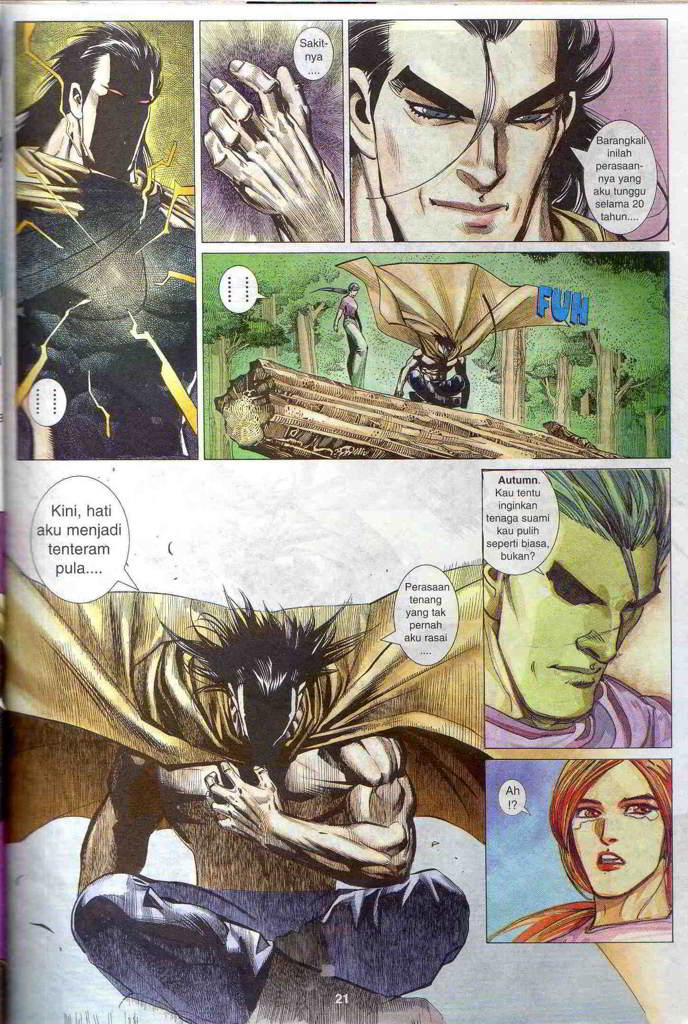 Sakit-
nya
....
Barangkali
inilah
perasaan-
nya yang
aku tunggu
selama 20
tahun....
FUH
Kini, hati
aku menjadi
tenteram
pula....
Perasaan
tenang
yang tak
pernah
aku rasai
....
Autumn.
Kau tentu
inginkan
tenaga suami
kau pulih
seperti biasa,
bukan?
Ah
!?
21